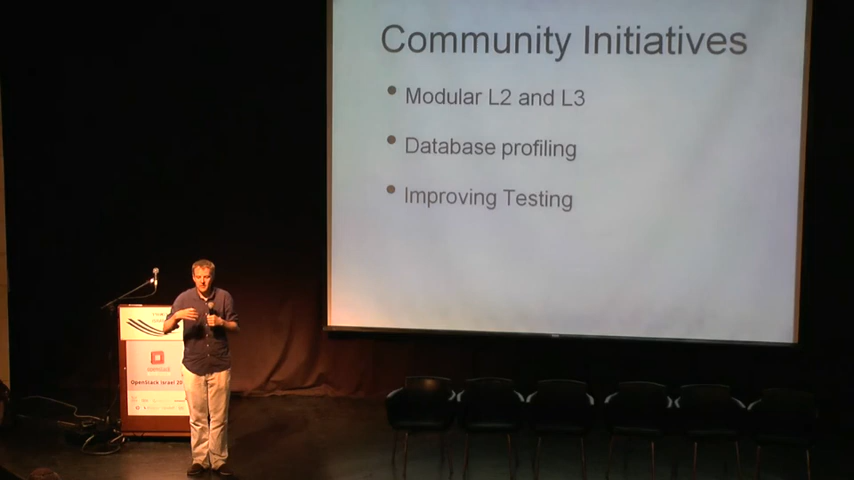 Community Initiatives
Modular L2 and L3
Database profiling
Improving Testing
OpenStack Israel